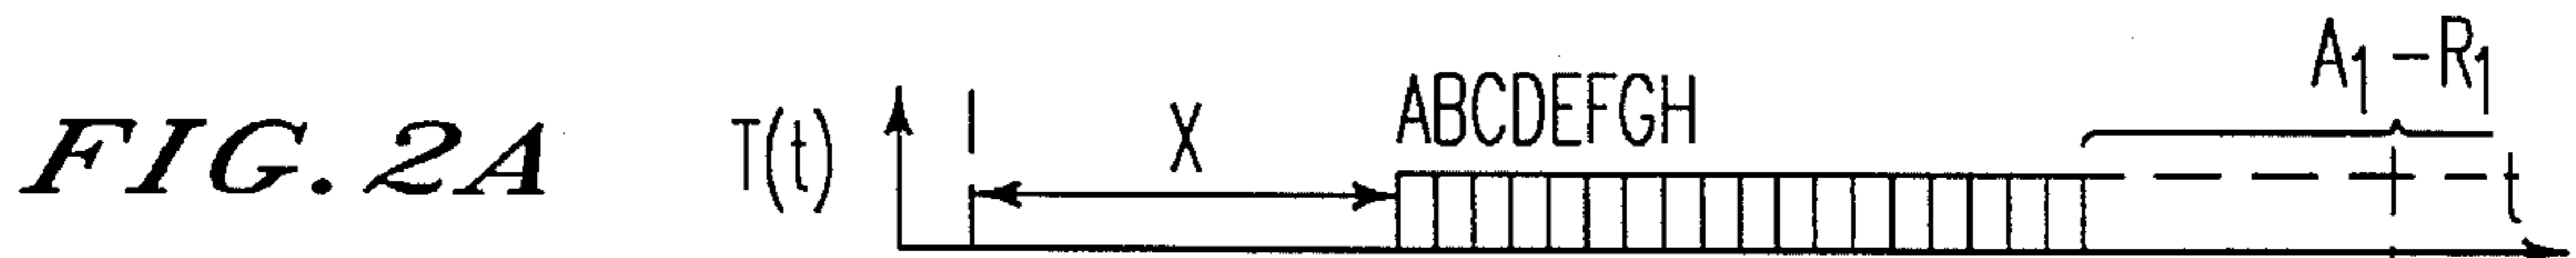 FIG. 2A
T(t)
X
ABCDEFGH
A1-R1
t